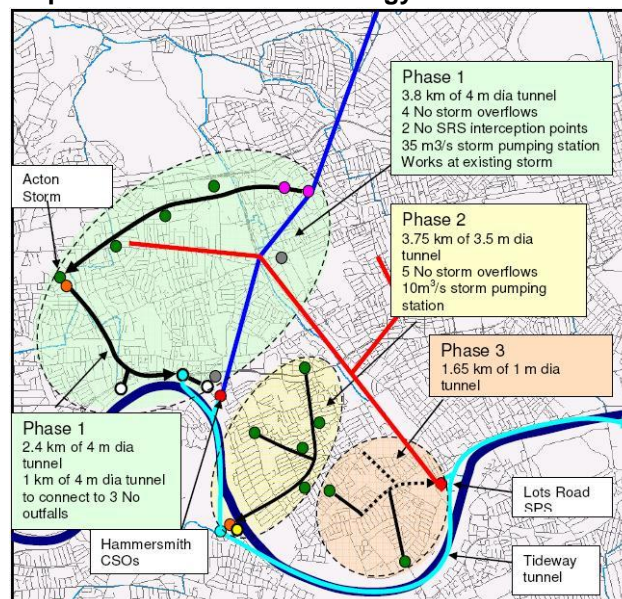 Phase 1
3.8 km of 4 m dia tunnel
4 No storm overflows
2 No SRS interception points
35 m3/s storm pumping station
Works at existing storm
Acton
Storm
Phase 2
3.75 km of 3.5 m dia
tunnel
5 No storm overflows
10m³/s storm pumping
station
Phase 3
1.65 km of 1 m dia
tunnel
Phase 1
2.4 km of 4 m dia
tunnel
1 km of 4 m dia tunnel
to connect to 3 No
outfalls
Hammersmith
CSOs
Lots Road
SPS
Tideway
tunnel